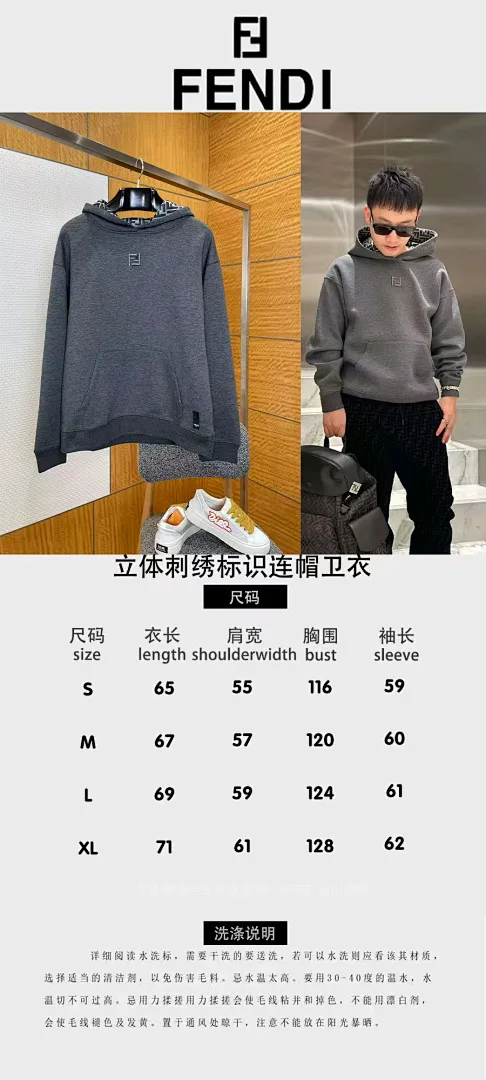 FENDI
立体刺绣标识连帽卫衣
尺码
尺码 衣长 肩宽 胸围 袖长
size length shoulderwidth bust sleeve
S 65 55 116 59
M 67 57 120 60
L 69 59 124 61
XL 71 61 128 62
洗涤说明
详细阅读水洗标，需要干洗的要送洗，若可以水洗则应看该其材质，
选择适当的清洁剂，以免伤害毛料。忌水温太高。要用30-40度的温水，水
温切不可过高。忌用力揉搓用力揉搓会使毛线粘并和掉色，不能用漂白剂，
会使毛线褪色及发黄。置于通风处晾干，注意不能放在阳光暴晒。